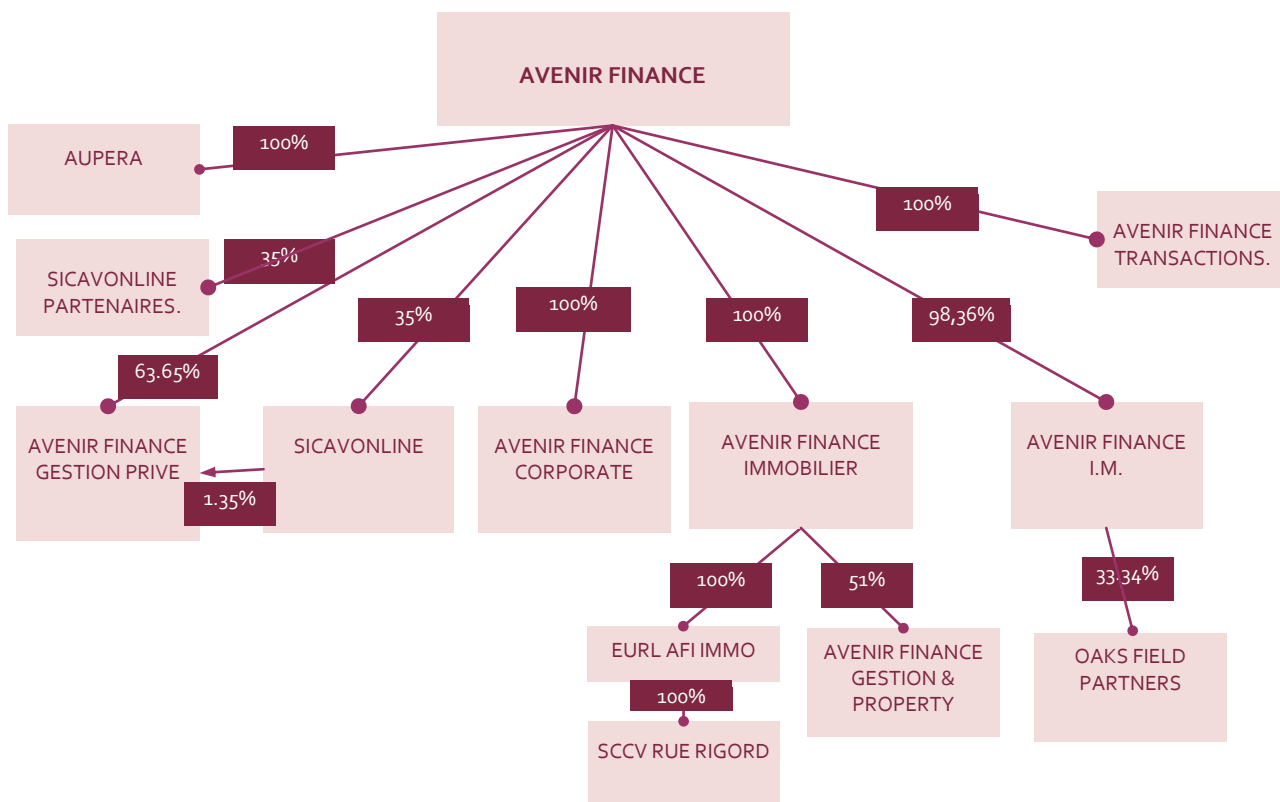 AVENIR FINANCE
AUPERA
100%
100%
AVENIR FINANCE
TRANSACTIONS.
SICAVONLINE
PARTENAIRES.
35%
35%
100%
100%
98,36%
63.65%
AVENIR FINANCE
GESTION PRIVE
SICAVONLINE
AVENIR FINANCE
CORPORATE
AVENIR FINANCE
IMMOBILIER
AVENIR FINANCE
I.M.
1.35%
100%
51%
33.34%
EURL AFI IMMO
AVENIR FINANCE
GESTION &
PROPERTY
OAKS FIELD
PARTNERS
100%
SCCV RUE RIGORD